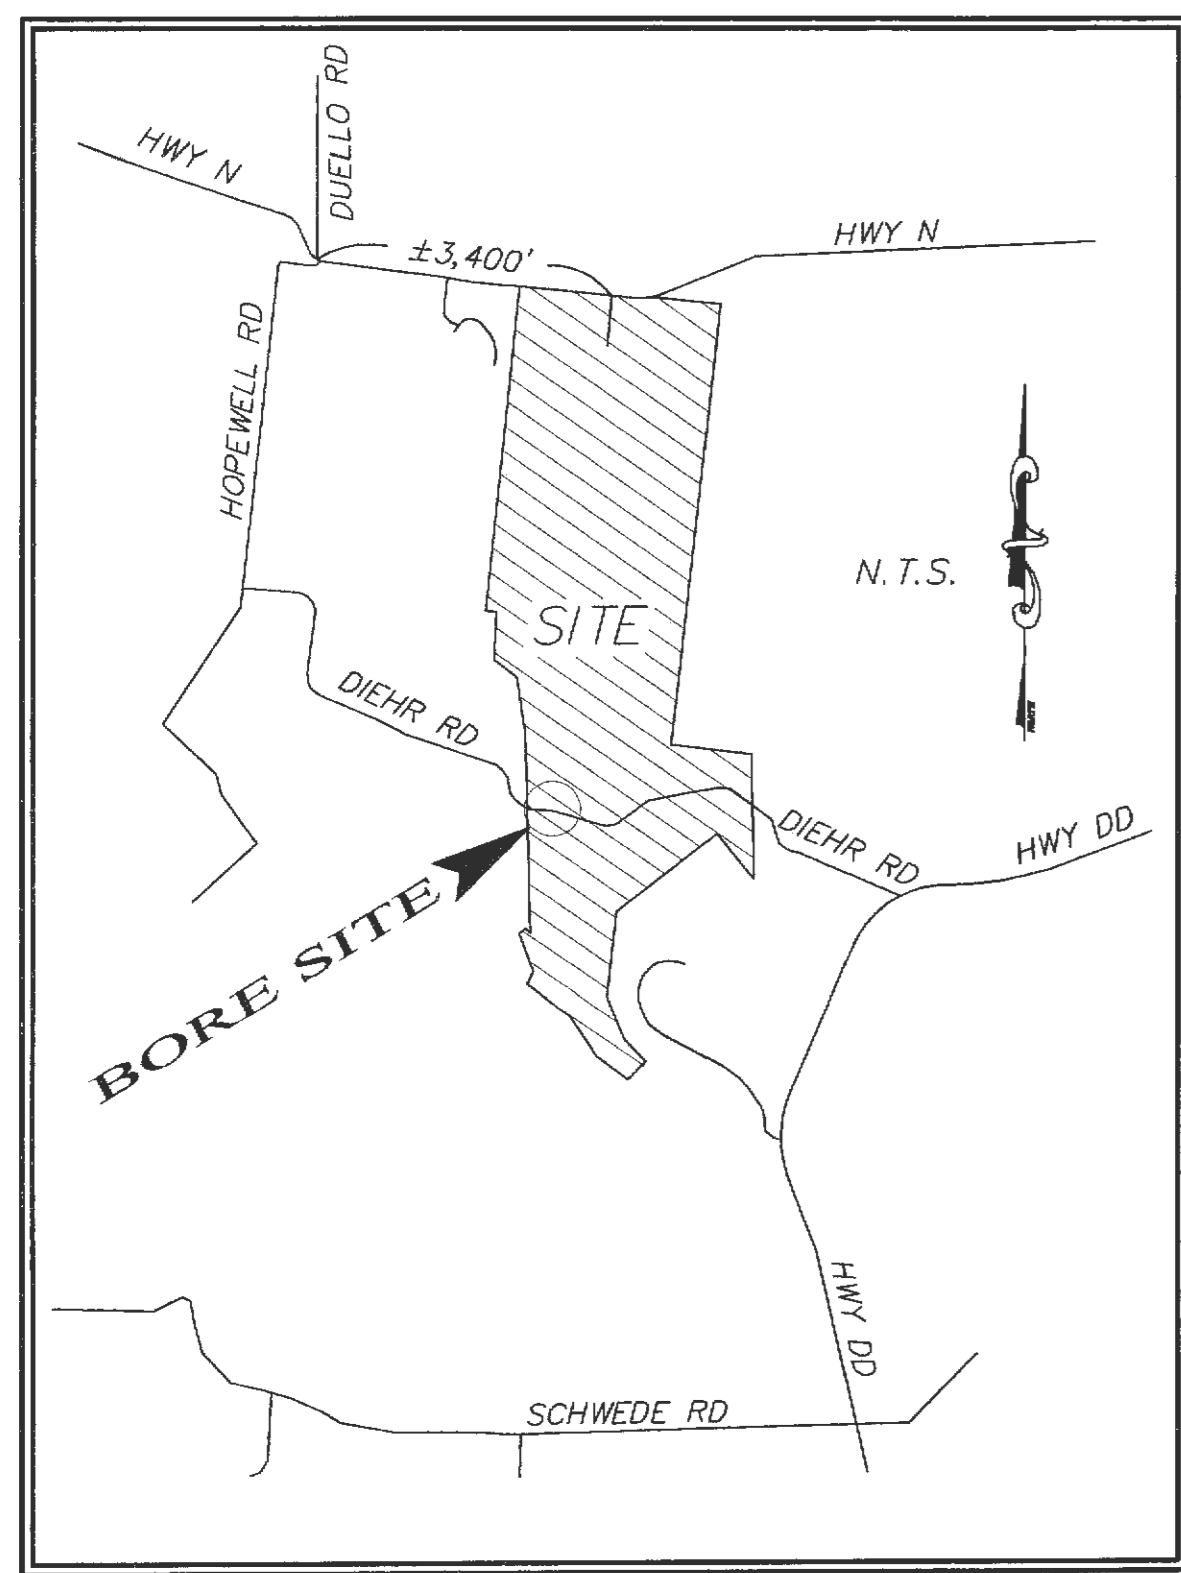 DUELLO RD
HWY N
HWY N
±3,400'
HOPEWELL RD
N.T.S.
SITE
DIEHR RD
DIEHR RD
HWY DD
BORE SITE
HWY DD
SCHWEDE RD